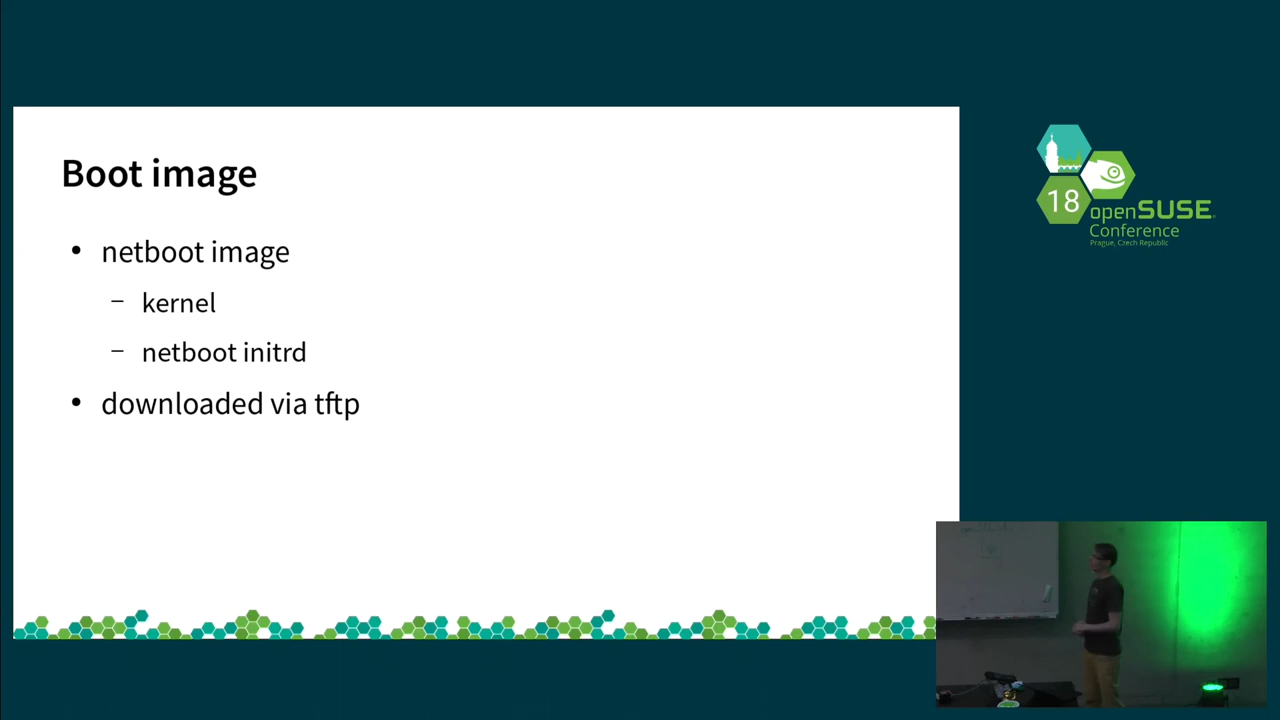 Boot image
• netboot image
– kernel
– netboot initrd
• downloaded via tftp
18
openSUSE
Conference
Prague, Czech Republic